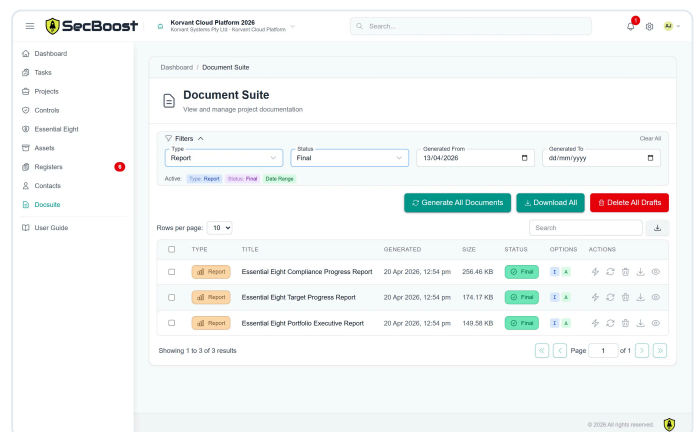 SecBoost
Korvant Cloud Platform 2026
Korvant Systems Pty Ltd · Korvant Cloud Platform
Search...
1
AJ
Dashboard
Tasks
Projects
Controls
Essential Eight
Assets
Registers
6
Contacts
Docsuite
User Guide
Dashboard / Document Suite
Document Suite
View and manage project documentation
Filters
Clear All
Type
Report
Status
Final
Generated From
13/04/2026
Generated To
dd/mm/yyyy
Active: Type: Report Status: Final Date Range
Generate All Documents
Download All
Delete All Drafts
Rows per page: 10
Search
TYPE TITLE GENERATED SIZE STATUS OPTIONS ACTIONS
Report Essential Eight Compliance Progress Report 20 Apr 2026, 12:54 pm 256.46 KB Final I A
Report Essential Eight Target Progress Report 20 Apr 2026, 12:54 pm 174.17 KB Final I A
Report Essential Eight Portfolio Executive Report 20 Apr 2026, 12:54 pm 149.58 KB Final I A
Showing 1 to 3 of 3 results
Page 1 of 1
© 2026 All rights reserved.